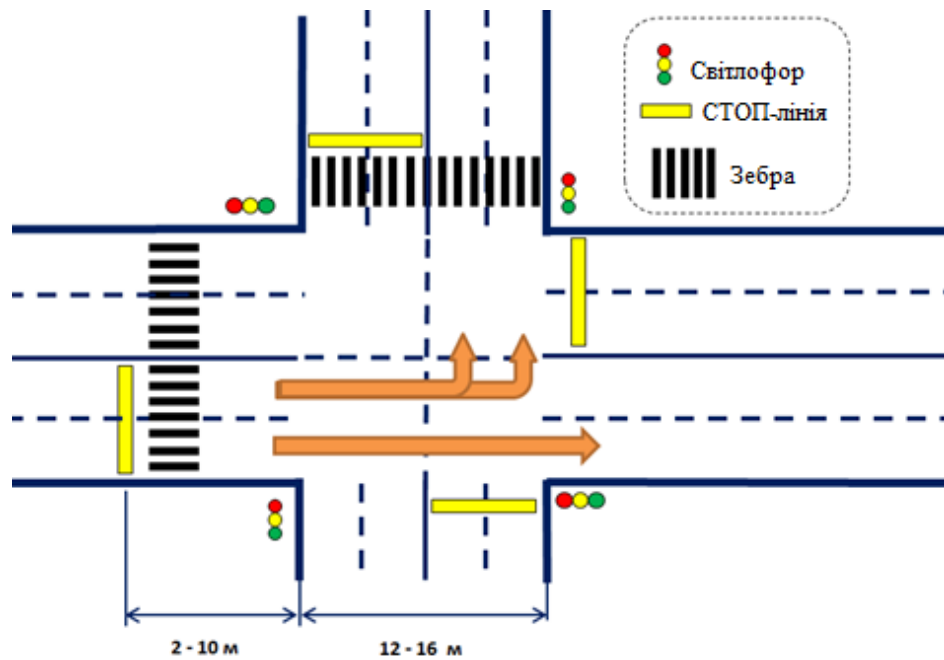 Світлофор
СТОП-лінія
Зебра
2 - 10 м
12 - 16 м